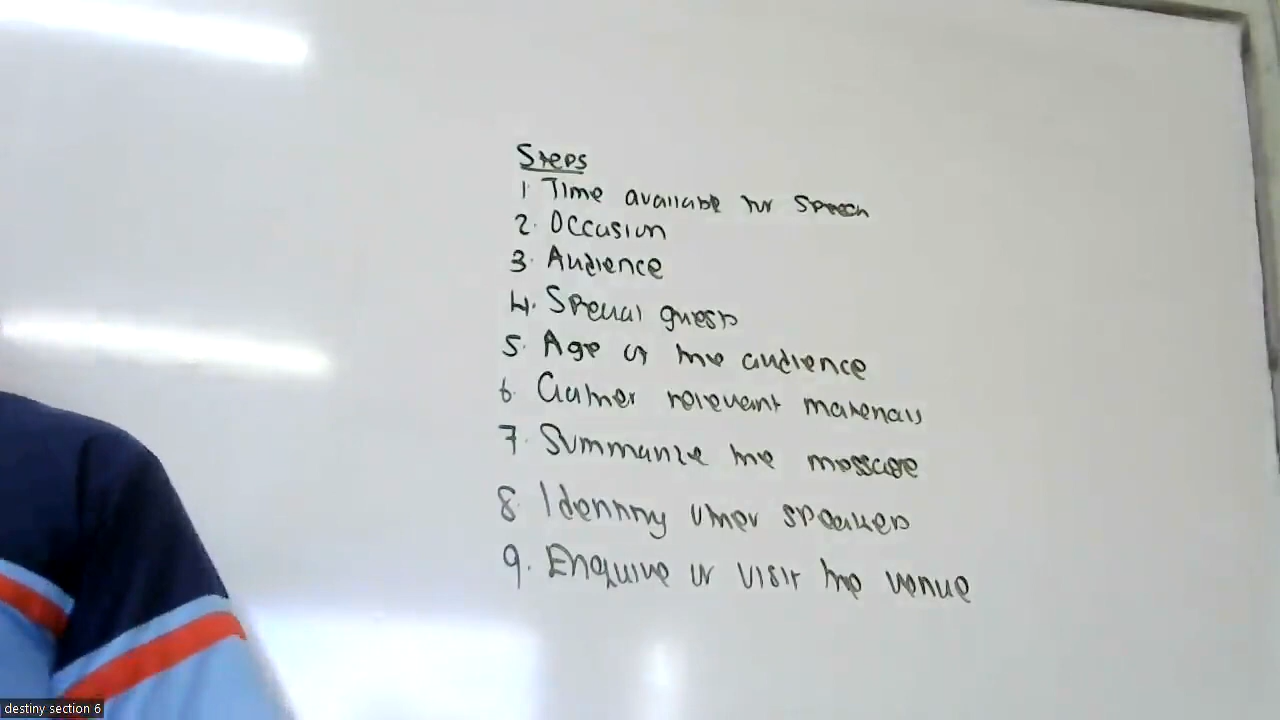 Steps
1. Time available for speech
2. Occasion
3. Audience
4. Special guests
5. Age of the audience
6. Gather relevant materials
7. Summarize the message
8. Identify other speakers
9. Enquire or visit the venue
destiny section 6